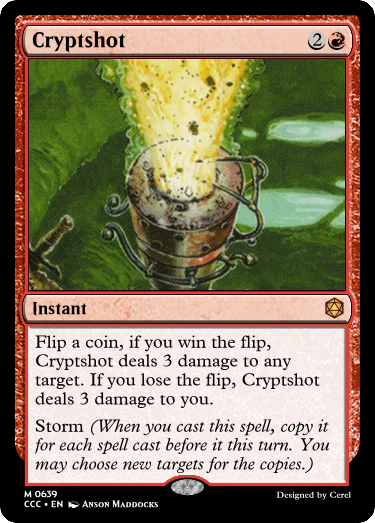 Cryptshot
2
Instant
Flip a coin, if you win the flip,
Cryptshot deals 3 damage to any
target. If you lose the flip, Cryptshot
deals 3 damage to you.
Storm (When you cast this spell, copy it
for each spell cast before it this turn. You
may choose new targets for the copies.)
M 0639
CCC • EN Anson Maddocks
Designed by Cerel